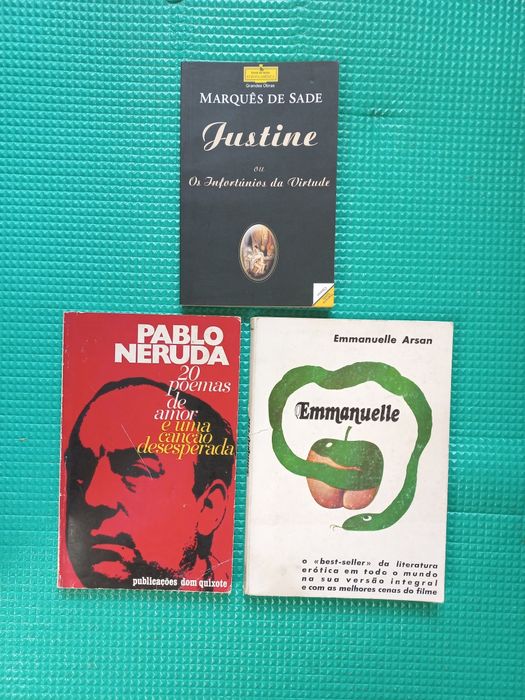 Grandes Obras
MARQUÊS DE SADE
Justine
ou
Os Infortúnios da Virtude
PABLO
NERUDA
20
poemas
de
amor
e uma
canção
desesperada
publicações dom quixote
Emmanuelle Arsan
Emmanuelle
o «best-seller» da literatura
erótica em todo o mundo
na sua versão integral
e com as melhores cenas do filme